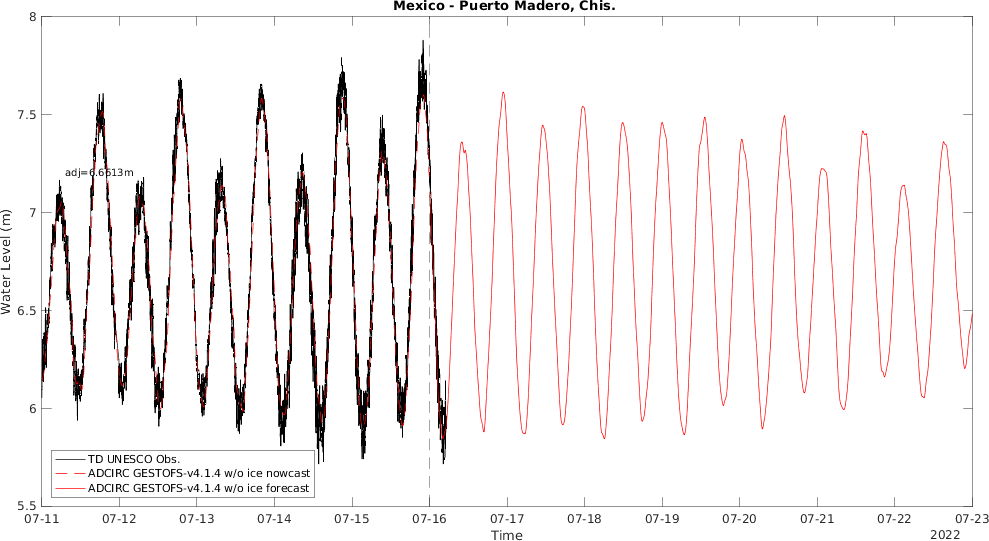 Mexico - Puerto Madero, Chis.
8
7.5
7
6.5
6
5.5
Water Level (m)
adj=6.6613m
TD UNESCO Obs.
ADCIRC GESTOFS-v4.1.4 w/o ice nowcast
ADCIRC GESTOFS-v4.1.4 w/o ice forecast
07-11 07-12 07-13 07-14 07-15 07-16 07-17 07-18 07-19 07-20 07-21 07-22 07-23
Time
2022